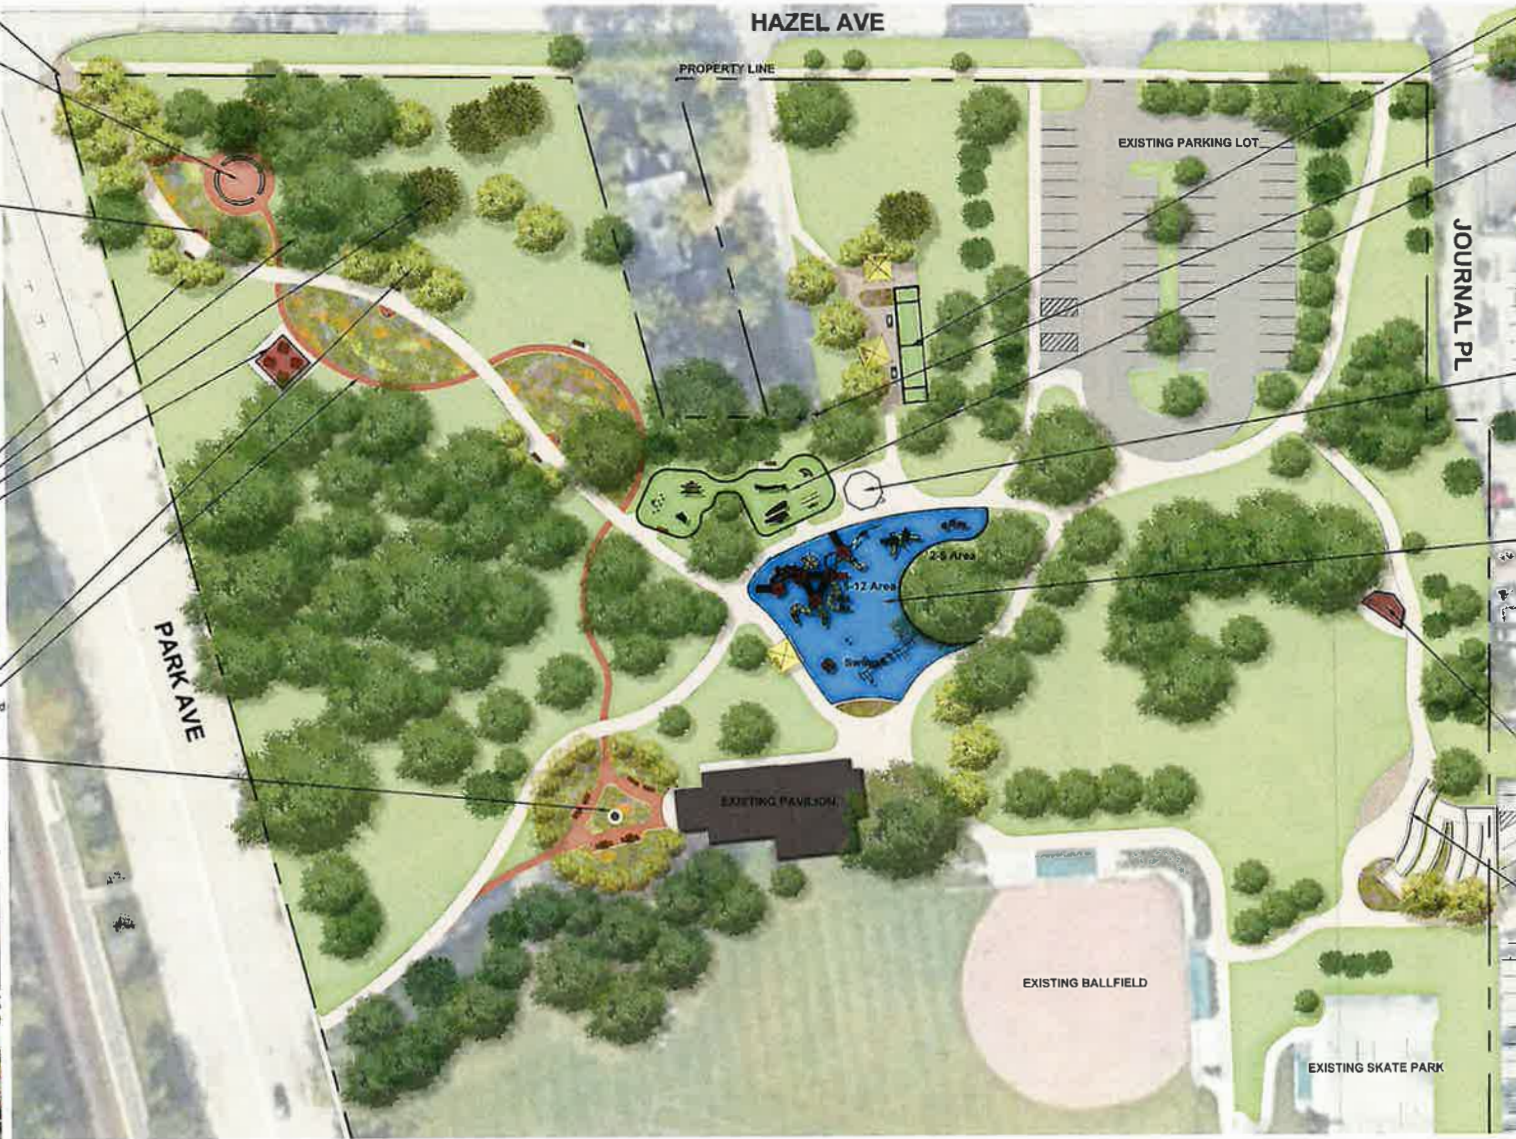 HAZEL AVE
PROPERTY LINE
EXISTING PARKING LOT
JOURNAL PL
2-5 Area
5-12 Area
Swings
PARK AVE
EXISTING PAVILION
EXISTING BALLFIELD
EXISTING SKATE PARK